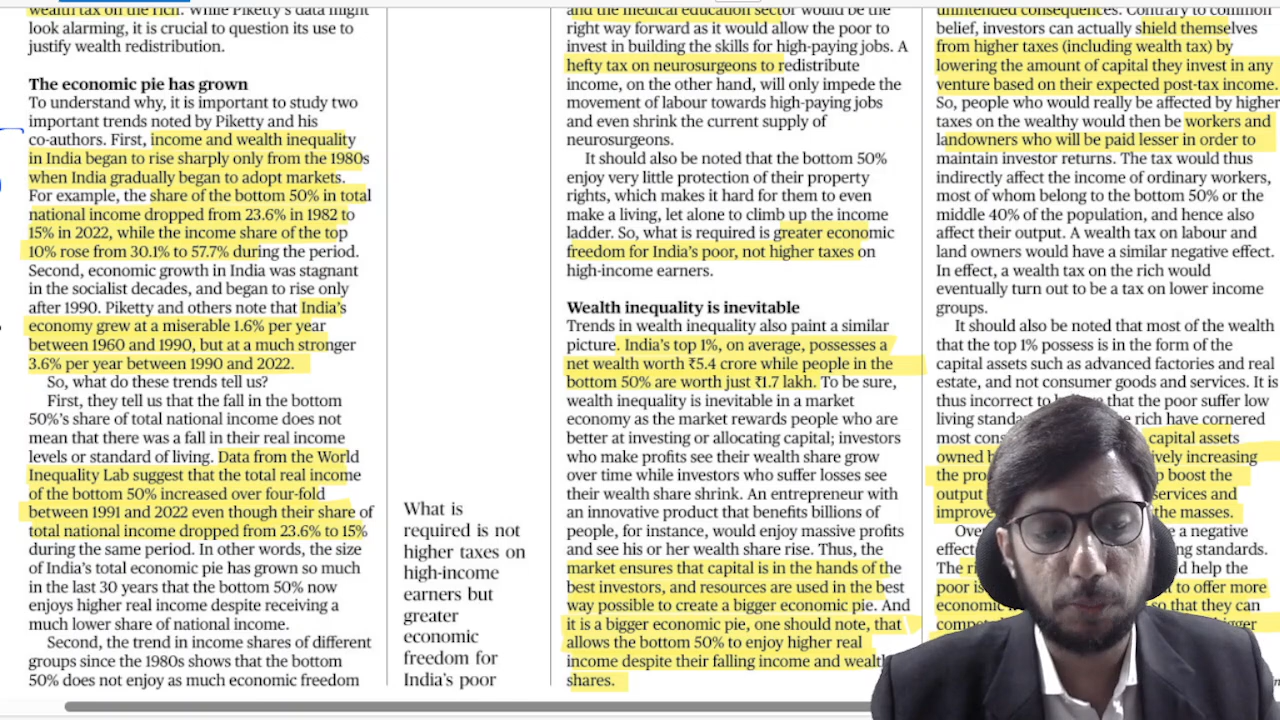 wealth tax on the rich. While Piketty's data might
look alarming, it is crucial to question its use to
justify wealth redistribution.
The economic pie has grown
To understand why, it is important to study two
important trends noted by Piketty and his
co-authors. First, income and wealth inequality
in India began to rise sharply only from the 1980s
when India gradually began to adopt markets.
For example, the share of the bottom 50% in total
national income dropped from 23.6% in 1982 to
15% in 2022, while the income share of the top
10% rose from 30.1% to 57.7% during the period.
Second, economic growth in India was stagnant
in the socialist decades, and began to rise only
after 1990. Piketty and others note that India's
economy grew at a miserable 1.6% per year
between 1960 and 1990, but at a much stronger
3.6% per year between 1990 and 2022.
So, what do these trends tell us?
First, they tell us that the fall in the bottom
50%'s share of total national income does not
mean that there was a fall in their real income
levels or standard of living. Data from the World
Inequality Lab suggest that the total real income
of the bottom 50% increased over four-fold
between 1991 and 2022 even though their share of
total national income dropped from 23.6% to 15%
during the same period. In other words, the size
of India's total economic pie has grown so much
in the last 30 years that the bottom 50% now
enjoys higher real income despite receiving a
much lower share of national income.
Second, the trend in income shares of different
groups since the 1980s shows that the bottom
50% does not enjoy as much economic freedom
What is
required is not
higher taxes on
high-income
earners but
greater
economic
freedom for
India's poor
and the medical education sector would be the
right way forward as it would allow the poor to
invest in building the skills for high-paying jobs. A
hefty tax on neurosurgeons to redistribute
income, on the other hand, will only impede the
movement of labour towards high-paying jobs
and even shrink the current supply of
neurosurgeons.
It should also be noted that the bottom 50%
enjoy very little protection of their property
rights, which makes it hard for them to even
make a living, let alone to climb up the income
ladder. So, what is required is greater economic
freedom for India's poor, not higher taxes on
high-income earners.
Wealth inequality is inevitable
Trends in wealth inequality also paint a similar
picture. India's top 1%, on average, possesses a
net wealth worth ₹5.4 crore while people in the
bottom 50% are worth just ₹1.7 lakh. To be sure,
wealth inequality is inevitable in a market
economy as the market rewards people who are
better at investing or allocating capital; investors
who make profits see their wealth share grow
over time while investors who suffer losses see
their wealth share shrink. An entrepreneur with
an innovative product that benefits billions of
people, for instance, would enjoy massive profits
and see his or her wealth share rise. Thus, the
market ensures that capital is in the hands of the
best investors, and resources are used in the best
way possible to create a bigger economic pie. And
it is a bigger economic pie, one should note, that
allows the bottom 50% to enjoy higher real
income despite their falling income and wealth
shares.
unintended consequences. Contrary to common
belief, investors can actually shield themselves
from higher taxes (including wealth tax) by
lowering the amount of capital they invest in any
venture based on their expected post-tax income.
So, people who would really be affected by higher
taxes on the wealthy would then be workers and
landowners who will be paid lesser in order to
maintain investor returns. The tax would thus
indirectly affect the income of ordinary workers,
most of whom belong to the bottom 50% or the
middle 40% of the population, and hence also
affect their output. A wealth tax on labour and
land owners would have a similar negative effect.
In effect, a wealth tax on the rich would
eventually turn out to be a tax on lower income
groups.
It should also be noted that most of the wealth
that the top 1% possess is in the form of the
capital assets such as advanced factories and real
estate, and not consumer goods and services. It is
thus incorrect to that the poor suffer low
living rich have cornered
most capital assets
owned increasing
the boost the
output services and
improve the masses.
a negative
effect standards.
The help the
poor is to offer more
economic so that they can